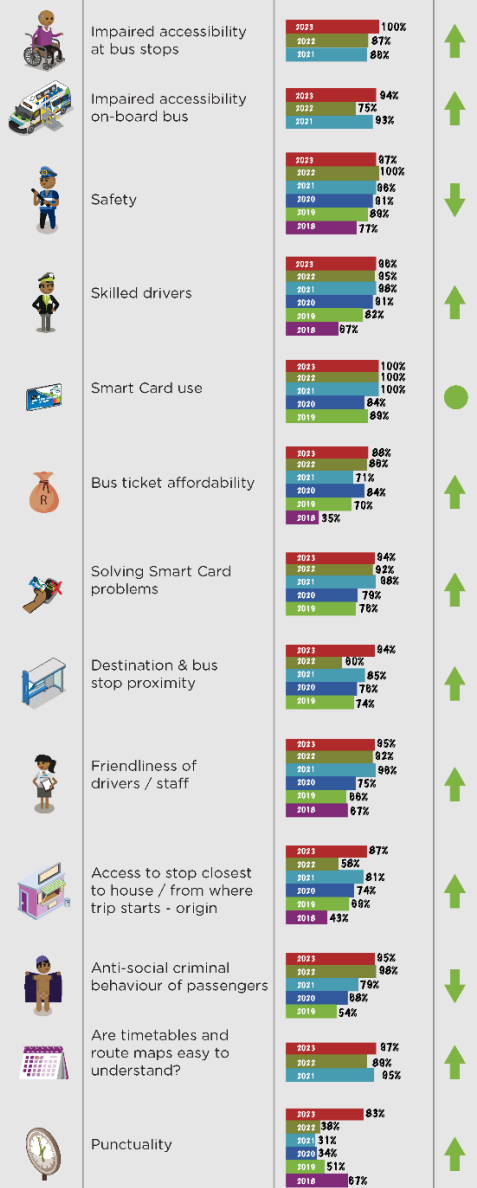 Impaired accessibility
at bus stops
2023 100%
2022 87%
2021 88%
Impaired accessibility
on-board bus
2023 94%
2022 75%
2021 93%
Safety
2023 97%
2022 100%
2021 96%
2020 91%
2019 89%
2018 77%
Skilled drivers
2023
2022 95%
2021 98%
2020 91%
2019 82%
2018
Smart Card use
2023 100%
2022 100%
2021 100%
2020 84%
2019 89%
R
Bus ticket affordability
2023 88%
2022 86%
2021 71%
2020 84%
2019 70%
2018 35%
Solving Smart Card
problems
2023 94%
2022 92%
2021 98%
2020 79%
2019 76%
Destination & bus
stop proximity
2023 94%
2022 60%
2021 85%
2020 78%
2019 74%
Friendliness of
drivers / staff
2023 95%
2022 92%
2021 96%
2020 75%
2019 66%
2018 67%
Access to stop closest
to house / from where
trip starts - origin
2023 87%
2022 58%
2021 81%
2020 74%
2019 69%
2018 43%
Anti-social criminal
behaviour of passengers
2023 95%
2022 98%
2021 79%
2020 68%
2019 54%
Are timetables and
route maps easy to
understand?
2023 97%
2022 89%
2021 95%
Punctuality
2023 83%
2022 38%
2021 31%
2020 34%
2019 51%
2018 67%